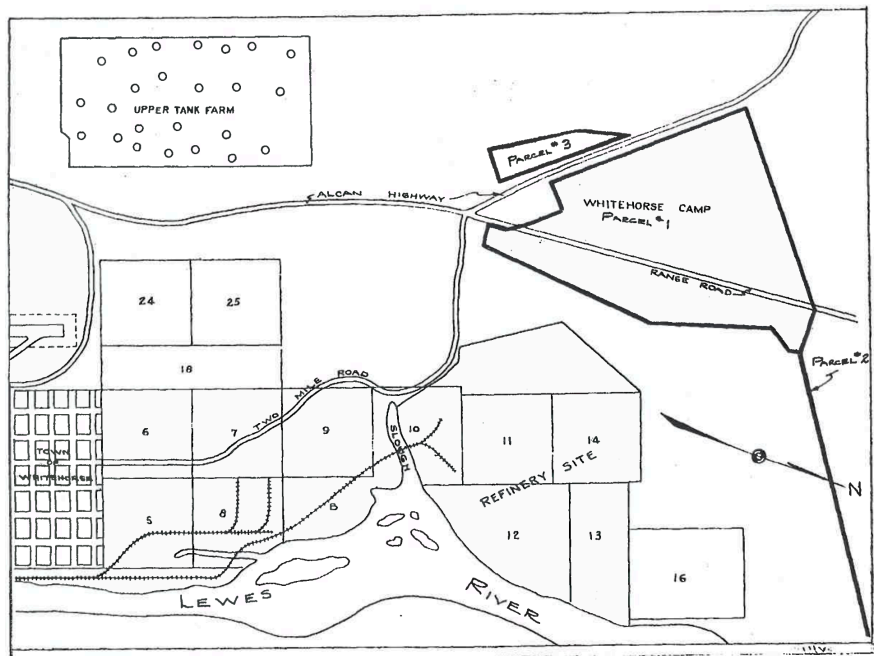 UPPER TANK FARM
PARCEL #3
ALCAN HIGHWAY
WHITEHORSE CAMP
PARCEL #1
RANGE ROAD
PARCEL #2
24
25
18
TWO MILE ROAD
6
7
9
10
SLOUGH
11
14
REFINERY SITE
TOWN
OF
WHITEHORSE
5
8
8
12
13
16
N
LEWES RIVER